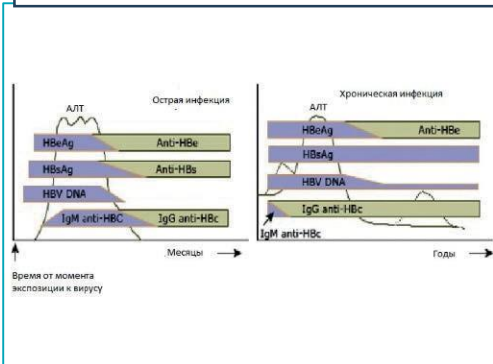 Острая инфекция
АЛТ
HBeAg Anti-HBe
HBsAg Anti-HBs
HBV DNA
IgM anti-HBC IgG anti-HBc
Месяцы
Время от момента
экспозиции к вирусу
Хроническая инфекция
АЛТ
HBeAg Anti-HBe
HBsAg
HBV DNA
IgG anti-HBc
IgM anti-HBc
Годы